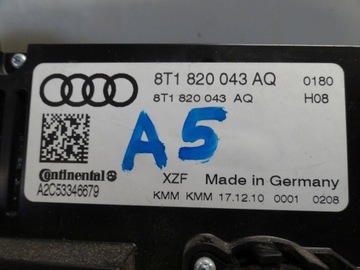 8T1 820 043 AQ 0180
8T1 820 043 AQ H08
A5
Continental
A2C53346679
XZF Made in Germany
KMM KMM 17.12.10 0001 0208